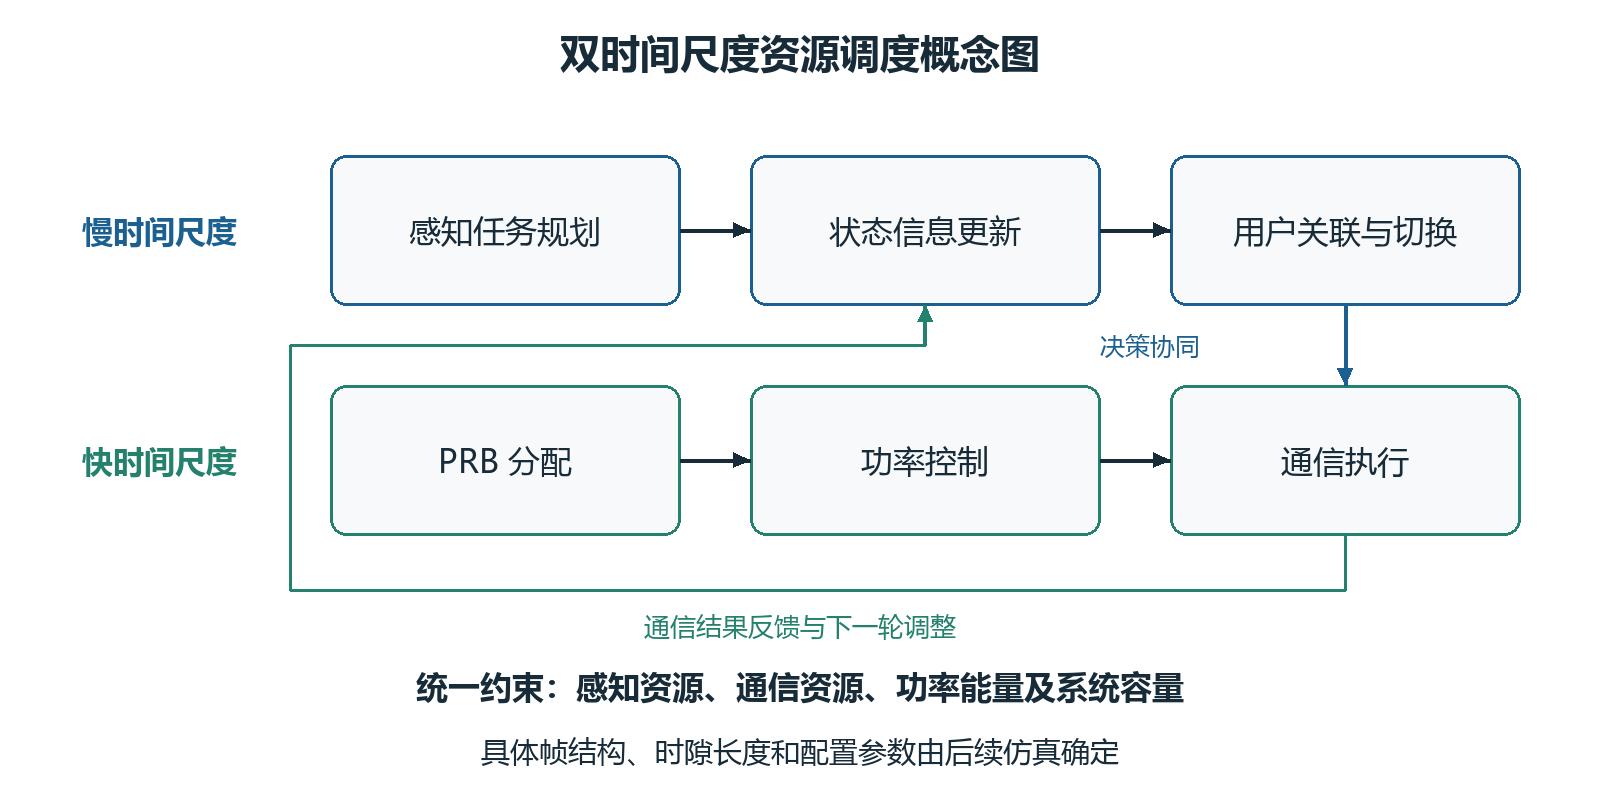 双时间尺度资源调度概念图
慢时间尺度
感知任务规划
状态信息更新
用户关联与切换
决策协同
快时间尺度
PRB 分配
功率控制
通信执行
通信结果反馈与下一轮调整
统一约束：感知资源、通信资源、功率能量及系统容量
具体帧结构、时隙长度和配置参数由后续仿真确定